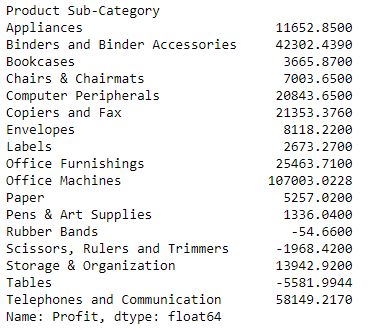 Product Sub-Category
Appliances 11652.8500
Binders and Binder Accessories 42302.4390
Bookcases 3665.8700
Chairs & Chairmats 7003.6500
Computer Peripherals 20843.6500
Copiers and Fax 21353.3760
Envelopes 8118.2200
Labels 2673.2700
Office Furnishings 25463.7100
Office Machines 107003.0228
Paper 5257.0200
Pens & Art Supplies 1336.0400
Rubber Bands -54.6600
Scissors, Rulers and Trimmers -1968.4200
Storage & Organization 13942.9200
Tables -5581.9944
Telephones and Communication 58149.2170
Name: Profit, dtype: float64